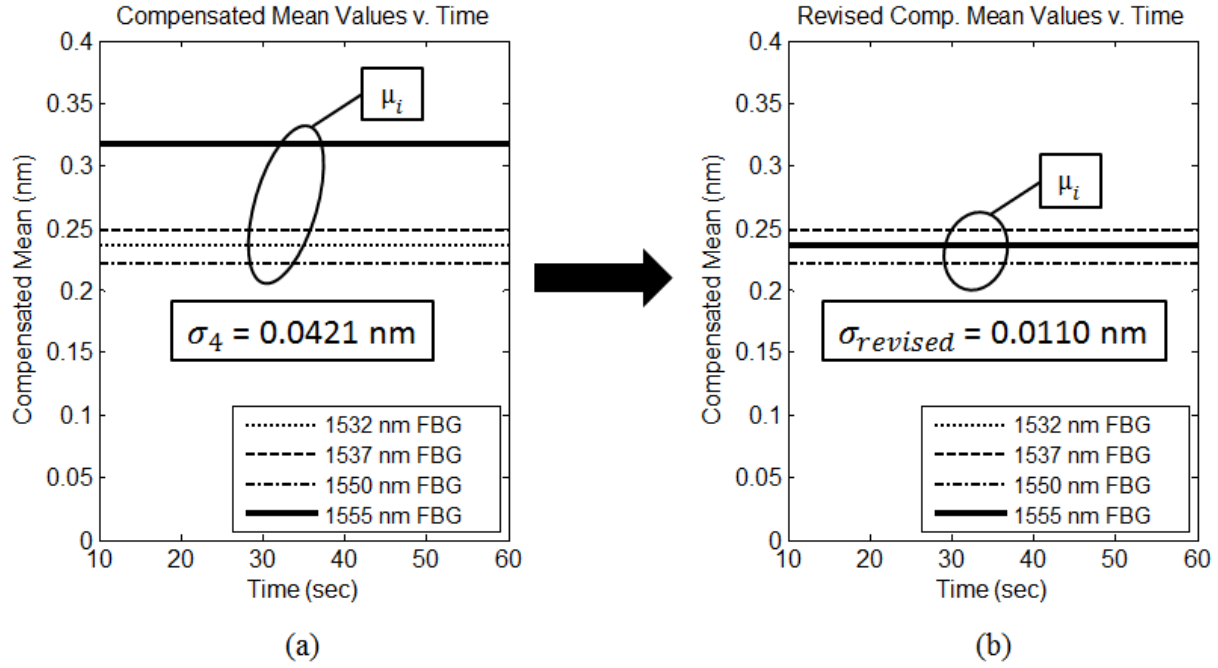 Compensated Mean Values v. Time
0.4
0.35
0.3
0.25
0.2
0.15
0.1
0.05
0
Compensated Mean (nm)
μᵢ
σ₄ = 0.0421 nm
1532 nm FBG
1537 nm FBG
1550 nm FBG
1555 nm FBG
10 20 30 40 50 60
Time (sec)
(a)
Revised Comp. Mean Values v. Time
0.4
0.35
0.3
0.25
0.2
0.15
0.1
0.05
0
Compensated Mean (nm)
μᵢ
σ_revised = 0.0110 nm
1532 nm FBG
1537 nm FBG
1550 nm FBG
1555 nm FBG
10 20 30 40 50 60
Time (sec)
(b)